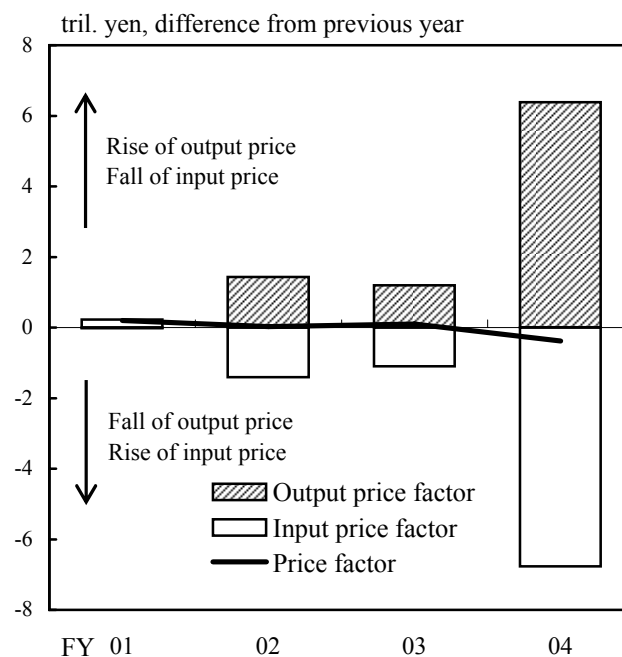 tril. yen, difference from previous year
8
6
4
2
0
-2
-4
-6
-8
Rise of output price
Fall of input price
Fall of output price
Rise of input price
Output price factor
Input price factor
Price factor
FY 01 02 03 04